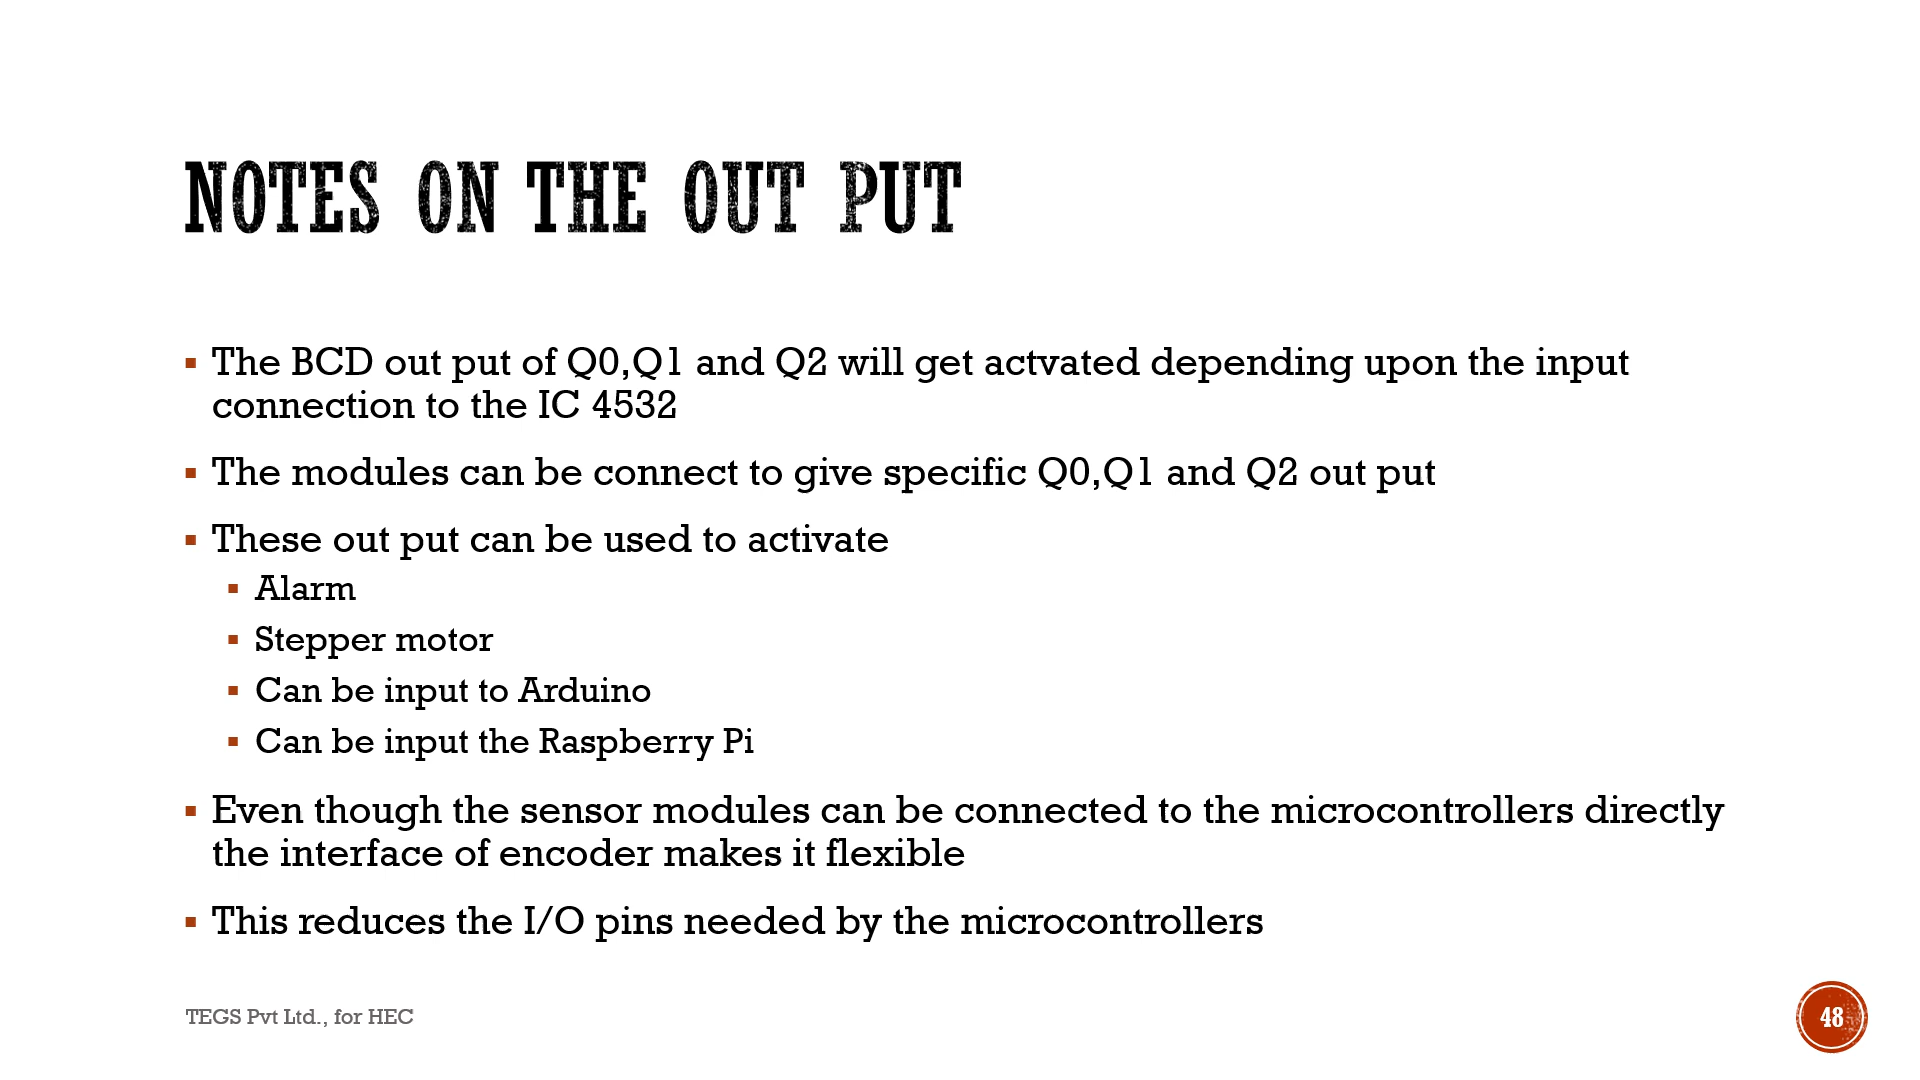 NOTES ON THE OUT PUT
▪ The BCD out put of Q0,Q1 and Q2 will get actvated depending upon the input
connection to the IC 4532
▪ The modules can be connect to give specific Q0,Q1 and Q2 out put
▪ These out put can be used to activate
▪ Alarm
▪ Stepper motor
▪ Can be input to Arduino
▪ Can be input the Raspberry Pi
▪ Even though the sensor modules can be connected to the microcontrollers directly
the interface of encoder makes it flexible
▪ This reduces the I/O pins needed by the microcontrollers
TEGS Pvt Ltd., for HEC
48